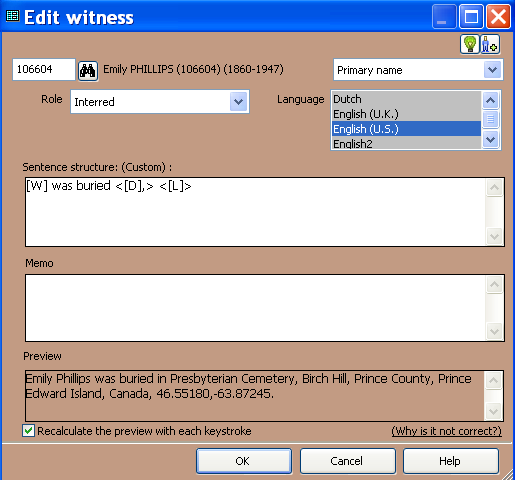 Edit witness
106604 Emily PHILLIPS (106604) (1860-1947) Primary name
Role Interred Language Dutch
English (U.K.)
English (U.S.)
English2
Sentence structure: (Custom) :
[W] was buried <[D],> <[L]>
Memo
Preview
Emily Phillips was buried in Presbyterian Cemetery, Birch Hill, Prince County, Prince
Edward Island, Canada, 46.55180,-63.87245.
Recalculate the preview with each keystroke (Why is it not correct?)
OK Cancel Help